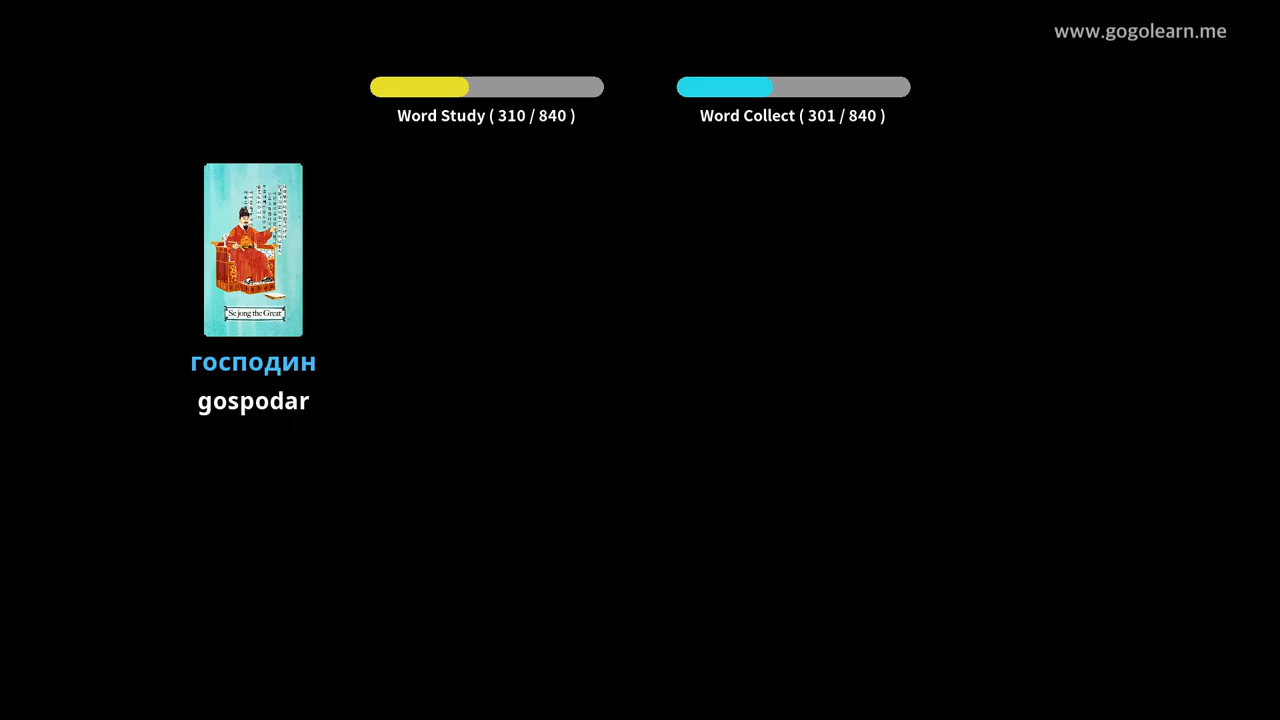 www.gogolearn.me
Word Study ( 310 / 840 )
Word Collect ( 301 / 840 )
Se jong the Great
господин
gospodar